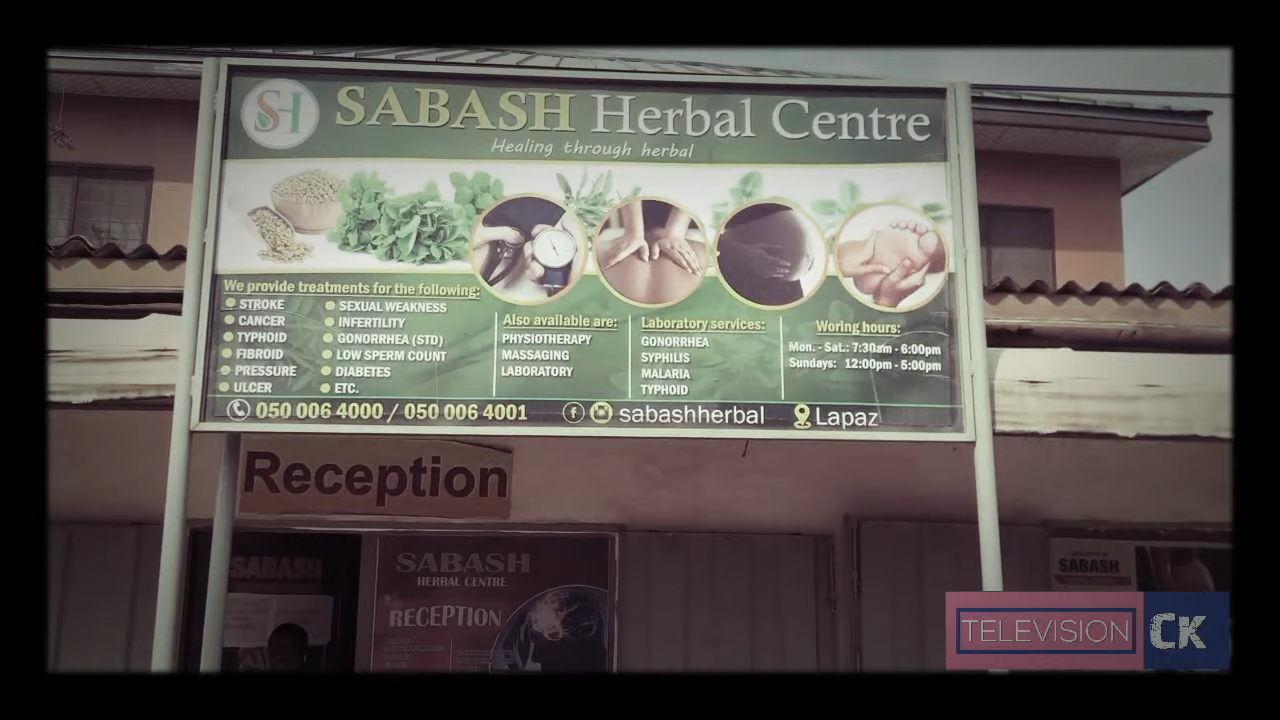 SH SABASH Herbal Centre
Healing through herbal
We provide treatments for the following:
STROKE
CANCER
TYPHOID
FIBROID
PRESSURE
ULCER
SEXUAL WEAKNESS
INFERTILITY
GONORRHEA (STD)
LOW SPERM COUNT
DIABETES
ETC.
Also available are:
PHYSIOTHERAPY
MASSAGING
LABORATORY
Laboratory services:
GONORRHEA
SYPHILIS
MALARIA
TYPHOID
Woring hours:
Mon. - Sat.: 7:30am - 6:00pm
Sundays: 12:00pm - 5:00pm
050 006 4000 / 050 006 4001
sabashherbal
Lapaz
Reception
SABASH
SABASH
HERBAL CENTRE
RECEPTION
SABASH
TELEVISION CK